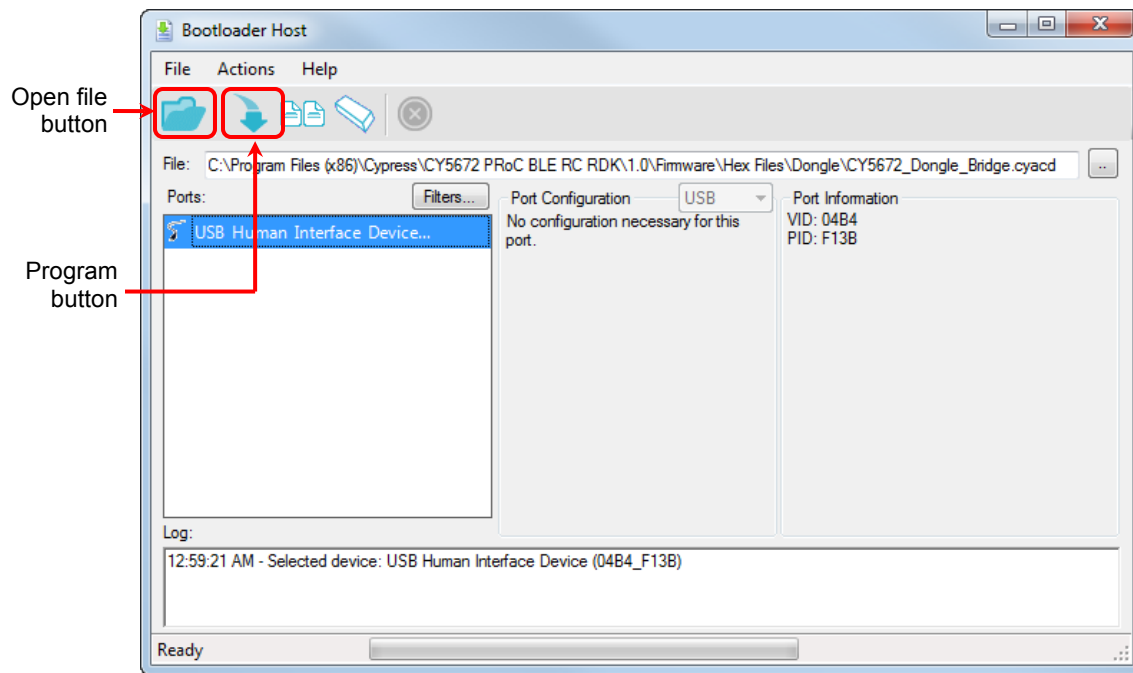 Bootloader Host
File Actions Help
Open file
button
File: C:\Program Files (x86)\Cypress\CY5672 PRoC BLE RC RDK\1.0\Firmware\Hex Files\Dongle\CY5672_Dongle_Bridge.cyacd ..
Ports: Filters...
USB Human Interface Device...
Port Configuration USB
No configuration necessary for this
port.
Port Information
VID: 04B4
PID: F13B
Program
button
Log:
12:59:21 AM - Selected device: USB Human Interface Device (04B4_F13B)
Ready